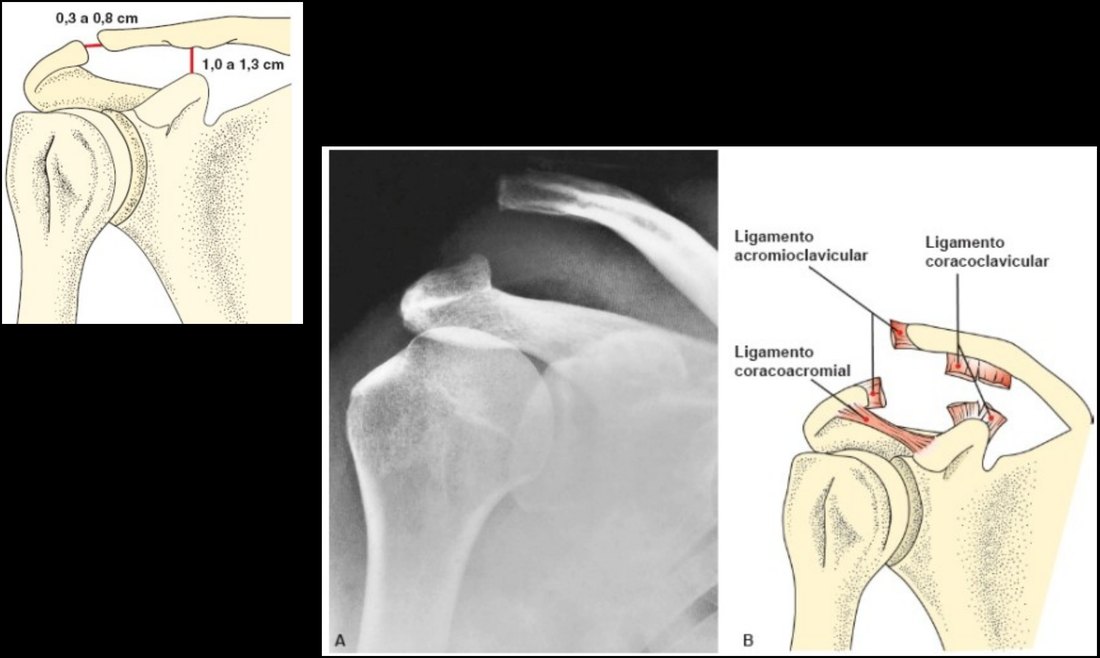 0,3 a 0,8 cm
1,0 a 1,3 cm
Ligamento
acromioclavicular
Ligamento
coracoclavicular
Ligamento
coracoacromial
A
B